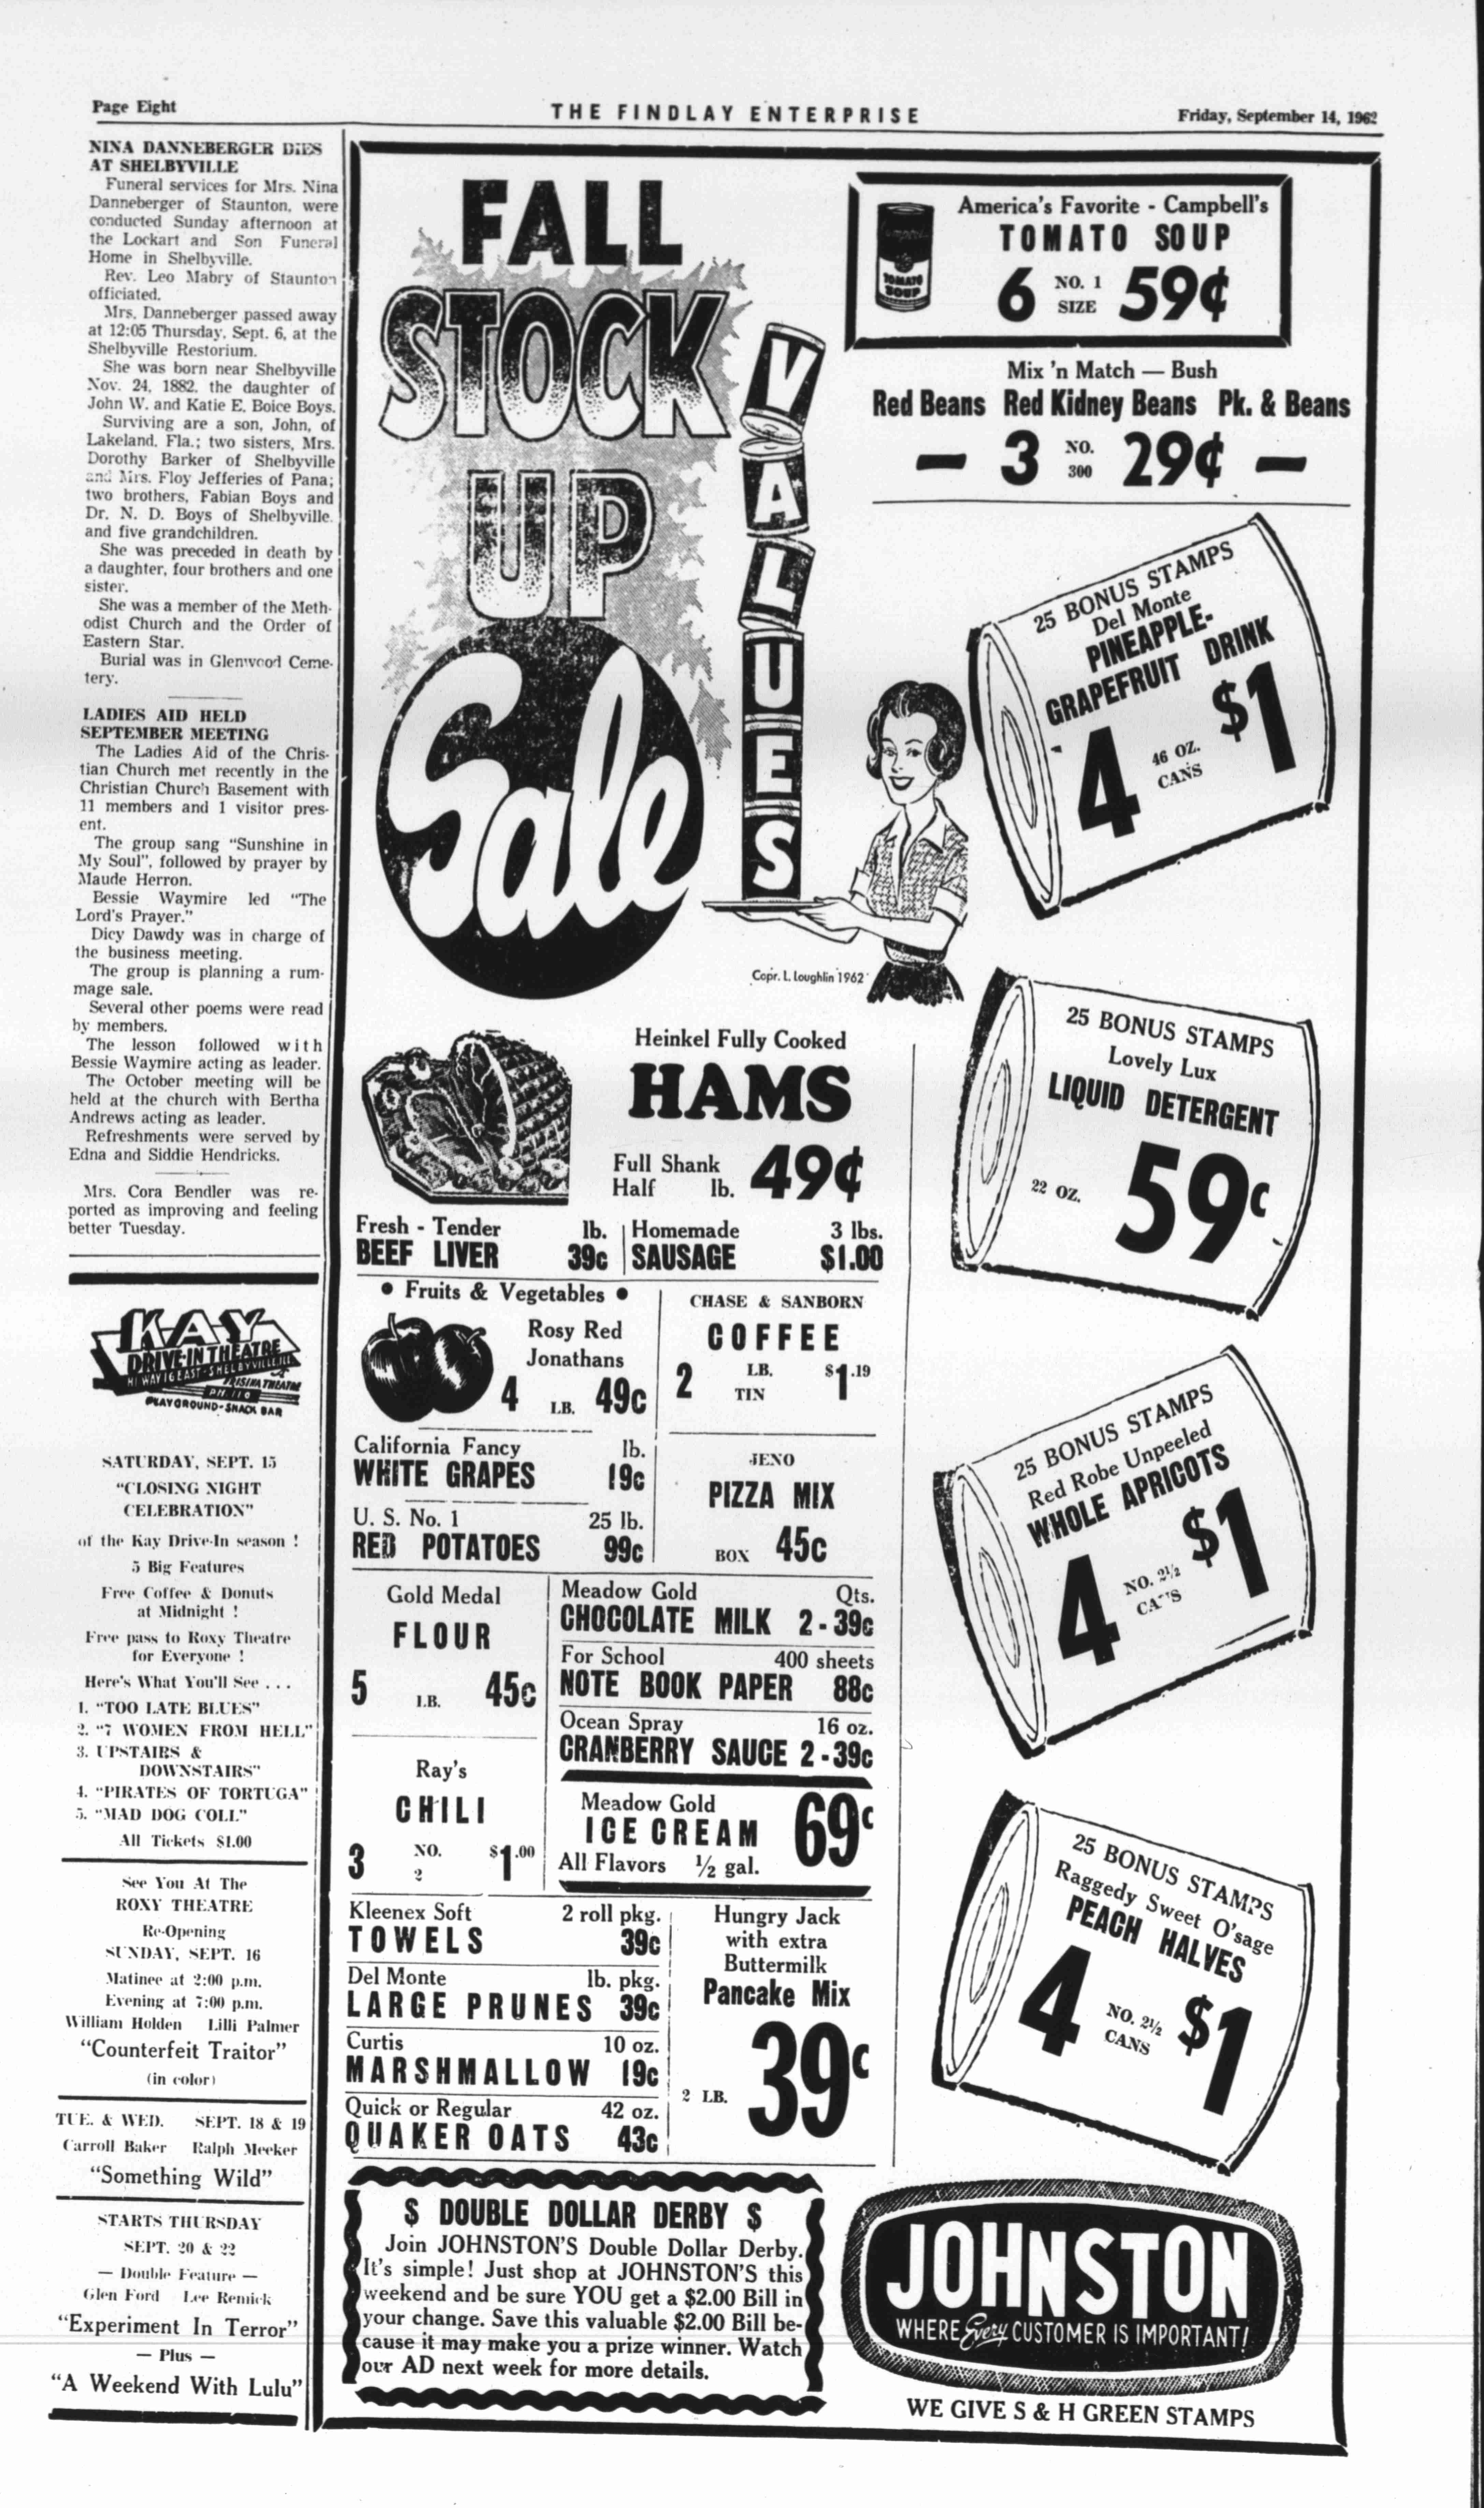 Page Eight
THE FINDLAY ENTERPRISE
Friday, September 14, 1962
NINA DANNEBERGER DIES
AT SHELBYVILLE
Funeral services for Mrs. Nina
Danneberger of Staunton, were
conducted Sunday afternoon at
the Lockart and Son Funeral
Home in Shelbyville.
Rev. Leo Mabry of Staunton
officiated.
Mrs. Danneberger passed away
at 12:05 Thursday, Sept. 6, at the
Shelbyville Restorium.
She was born near Shelbyville
Nov. 24, 1882, the daughter of
John W. and Katie E. Boice Boys.
Surviving are a son, John, of
Lakeland, Fla.; two sisters, Mrs.
Dorothy Barker of Shelbyville
and Mrs. Floy Jefferies of Pana;
two brothers, Fabian Boys and
Dr. N. D. Boys of Shelbyville,
and five grandchildren.
She was preceded in death by
a daughter, four brothers and one
sister.
She was a member of the Meth-
odist Church and the Order of
Eastern Star.
Burial was in Glenwood Ceme-
tery.
LADIES AID HELD
SEPTEMBER MEETING
The Ladies Aid of the Chris-
tian Church met recently in the
Christian Church Basement with
11 members and 1 visitor pres-
ent.
The group sang "Sunshine in
My Soul", followed by prayer by
Maude Herron.
Bessie Waymire led "The
Lord's Prayer."
Dicy Dawdy was in charge of
the business meeting.
The group is planning a rum-
mage sale.
Several other poems were read
by members.
The lesson followed with
Bessie Waymire acting as leader.
The October meeting will be
held at the church with Bertha
Andrews acting as leader.
Refreshments were served by
Edna and Siddie Hendricks.
Mrs. Cora Bendler was re-
ported as improving and feeling
better Tuesday.
KAY
DRIVE-IN THEATRE
HI WAY 16 EAST - SHELBYVILLE ILL
PH. 110
PLAYGROUND - SNACK BAR
SATURDAY, SEPT. 15
"CLOSING NIGHT
CELEBRATION"
of the Kay Drive-In season !
5 Big Features
Free Coffee & Donuts
at Midnight !
Free pass to Roxy Theatre
for Everyone !
Here's What You'll See . . .
1. "TOO LATE BLUES"
2. "7 WOMEN FROM HELL"
3. UPSTAIRS &
DOWNSTAIRS"
4. "PIRATES OF TORTUGA"
5. "MAD DOG COLL"
All Tickets $1.00
See You At The
ROXY THEATRE
Re-Opening
SUNDAY, SEPT. 16
Matinee at 2:00 p.m.
Evening at 7:00 p.m.
William Holden Lilli Palmer
"Counterfeit Traitor"
(in color)
TUE. & WED. SEPT. 18 & 19
Carroll Baker Ralph Meeker
"Something Wild"
STARTS THURSDAY
SEPT. 20 & 22
— Double Feature —
Glen Ford Lee Remick
"Experiment In Terror"
— Plus —
"A Weekend With Lulu"
FALL
STOCK
UP
Sale
VALUES
Copr. L. Loughlin 1962
America's Favorite - Campbell's
TOMATO SOUP
6 NO. 1 SIZE 59¢
TOMATO
SOUP
Mix 'n Match — Bush
Red Beans Red Kidney Beans Pk. & Beans
— 3 NO. 300 29¢ —
25 BONUS STAMPS
Del Monte
PINEAPPLE-
GRAPEFRUIT DRINK
4 46 OZ. CANS $1
25 BONUS STAMPS
Lovely Lux
LIQUID DETERGENT
22 OZ. 59c
25 BONUS STAMPS
Red Robe Unpeeled
WHOLE APRICOTS
4 NO. 2½ CANS $1
25 BONUS STAMPS
Raggedy Sweet O'sage
PEACH HALVES
4 NO. 2½ CANS $1
Heinkel Fully Cooked
HAMS
Full Shank
Half lb. 49¢
Fresh - Tender lb.
BEEF LIVER 39c
Homemade 3 lbs.
SAUSAGE $1.00
• Fruits & Vegetables •
Rosy Red
Jonathans
4 LB. 49c
CHASE & SANBORN
COFFEE
2 LB. TIN $1.19
California Fancy lb.
WHITE GRAPES 19c
U. S. No. 1 25 lb.
RED POTATOES 99c
JENO
PIZZA MIX
BOX 45c
Gold Medal
FLOUR
5 LB. 45c
Meadow Gold Qts.
CHOCOLATE MILK 2 - 39c
For School 400 sheets
NOTE BOOK PAPER 88c
Ocean Spray 16 oz.
CRANBERRY SAUCE 2 - 39c
Ray's
CHILI
3 NO. 2 $1.00
Meadow Gold
ICE CREAM 69c
All Flavors ½ gal.
Kleenex Soft 2 roll pkg.
TOWELS 39c
Del Monte lb. pkg.
LARGE PRUNES 39c
Curtis 10 oz.
MARSHMALLOW 19c
Quick or Regular 42 oz.
QUAKER OATS 43c
Hungry Jack
with extra
Buttermilk
Pancake Mix
2 LB. 39c
$ DOUBLE DOLLAR DERBY $
Join JOHNSTON'S Double Dollar Derby.
It's simple! Just shop at JOHNSTON'S this
weekend and be sure YOU get a $2.00 Bill in
your change. Save this valuable $2.00 Bill be-
cause it may make you a prize winner. Watch
our AD next week for more details.
JOHNSTON
WHERE Every CUSTOMER IS IMPORTANT!
WE GIVE S & H GREEN STAMPS